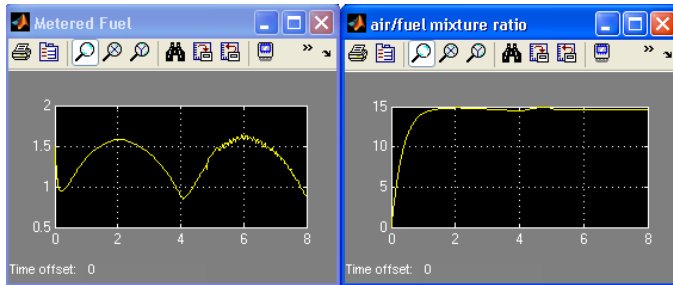 Metered Fuel
2
1.5
1
0.5
0 2 4 6 8
Time offset: 0
air/fuel mixture ratio
15
10
5
0
0 2 4 6 8
Time offset: 0